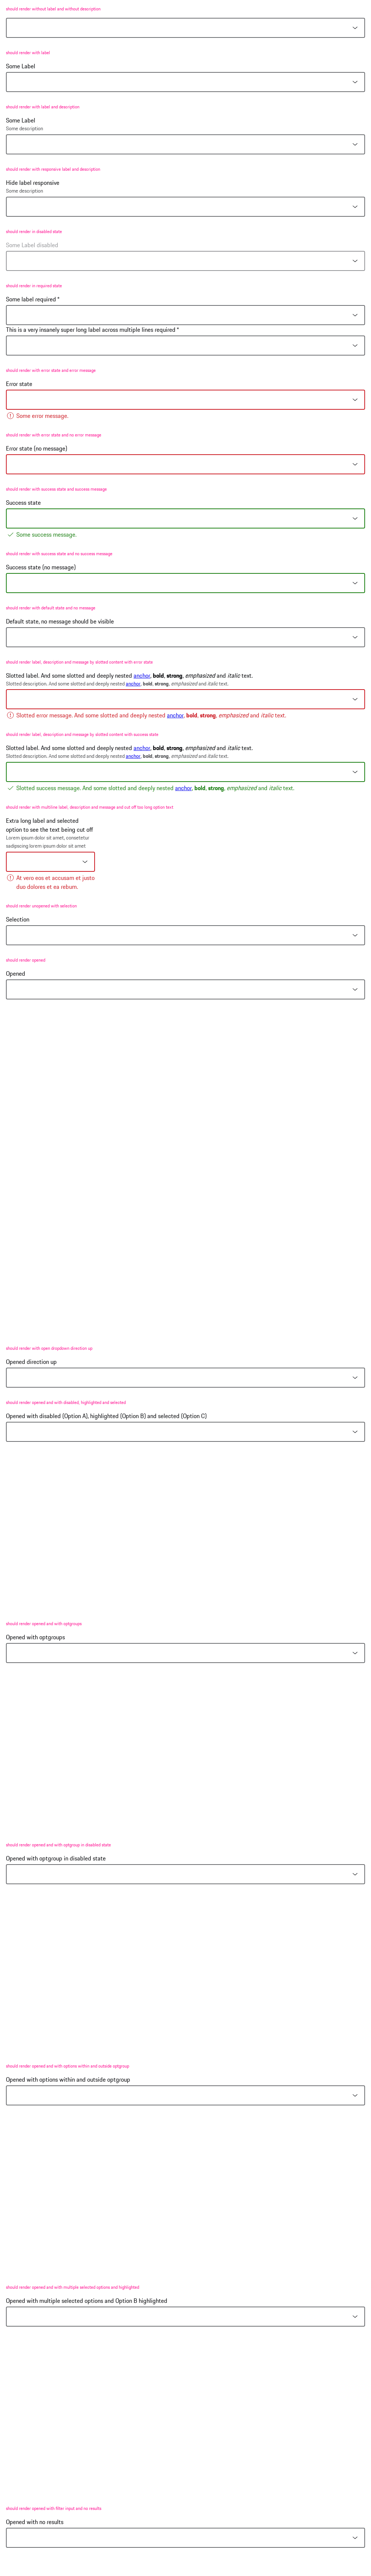 should render without label and without description
should render with label
Some Label
should render with label and description
Some Label
Some description
should render with responsive label and description
Hide label responsive
Some description
should render in disabled state
Some Label disabled
should render in required state
Some label required *
This is a very insanely super long label across multiple lines required *
should render with error state and error message
Error state
Some error message.
should render with error state and no error message
Error state (no message)
should render with success state and success message
Success state
Some success message.
should render with success state and no success message
Success state (no message)
should render with default state and no message
Default state, no message should be visible
should render label, description and message by slotted content with error state
Slotted label. And some slotted and deeply nested anchor, bold, strong, emphasized and italic text.
Slotted description. And some slotted and deeply nested anchor, bold, strong, emphasized and italic text.
Slotted error message. And some slotted and deeply nested anchor, bold, strong, emphasized and italic text.
should render label, description and message by slotted content with success state
Slotted label. And some slotted and deeply nested anchor, bold, strong, emphasized and italic text.
Slotted description. And some slotted and deeply nested anchor, bold, strong, emphasized and italic text.
Slotted success message. And some slotted and deeply nested anchor, bold, strong, emphasized and italic text.
should render with multiline label, description and message and cut off too long option text
Extra long label and selected
option to see the text being cut off
Lorem ipsum dolor sit amet, consetetur
sadipscing lorem ipsum dolor sit amet
At vero eos et accusam et justo
duo dolores et ea rebum.
should render unopened with selection
Selection
should render opened
Opened
should render with open dropdown direction up
Opened direction up
should render opened and with disabled, highlighted and selected
Opened with disabled (Option A), highlighted (Option B) and selected (Option C)
should render opened and with optgroups
Opened with optgroups
should render opened and with optgroup in disabled state
Opened with optgroup in disabled state
should render opened and with options within and outside optgroup
Opened with options within and outside optgroup
should render opened and with multiple selected options and highlighted
Opened with multiple selected options and Option B highlighted
should render opened with filter input and no results
Opened with no results